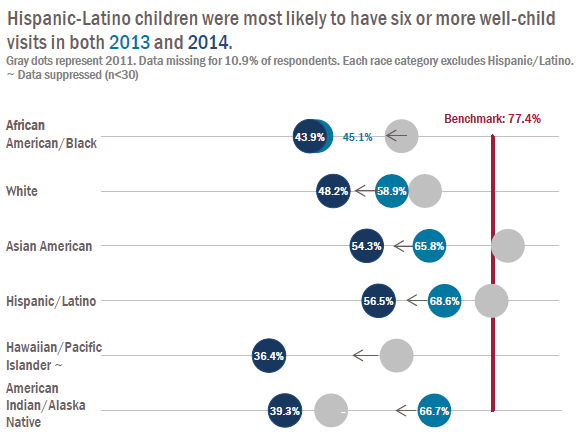 Hispanic-Latino children were most likely to have six or more well-child
visits in both 2013 and 2014.
Gray dots represent 2011. Data missing for 10.9% of respondents. Each race category excludes Hispanic/Latino.
~ Data suppressed (n<30)
Benchmark: 77.4%
African
American/Black
43.9% 45.1%
White
48.2% 58.9%
Asian American
54.3% 65.8%
Hispanic/Latino
56.5% 68.6%
Hawaiian/Pacific
Islander ~
36.4%
American
Indian/Alaska
Native
39.3% 66.7%